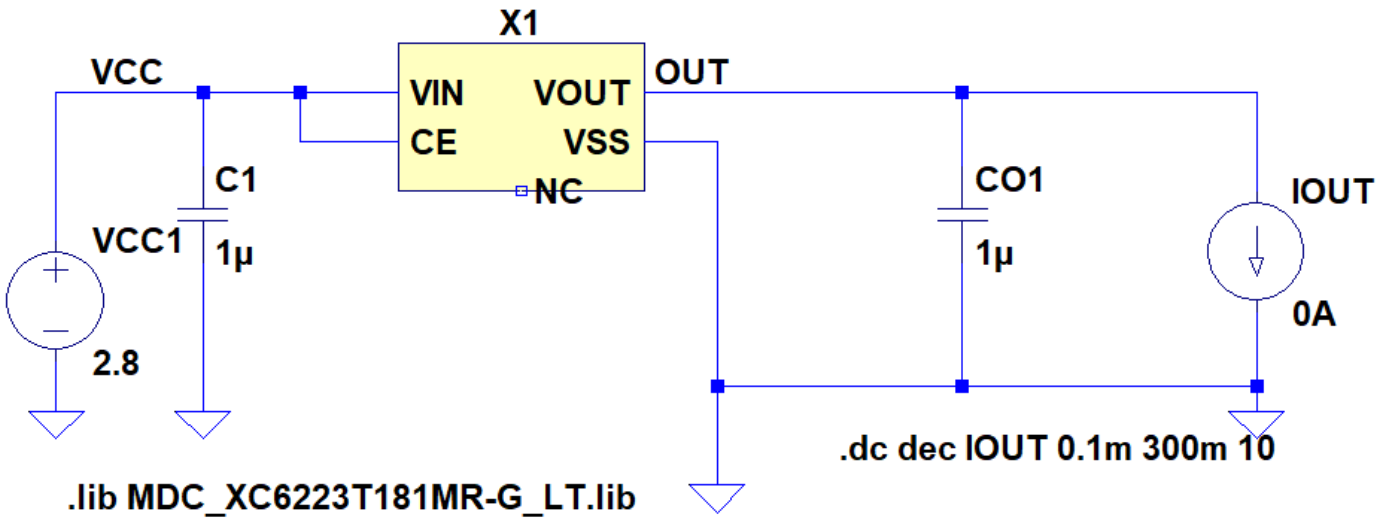 X1
VCC
VIN
VOUT
OUT
CE
VSS
NC
C1
1µ
VCC1
2.8
CO1
1µ
IOUT
0A
.dc dec IOUT 0.1m 300m 10
.lib MDC_XC6223T181MR-G_LT.lib